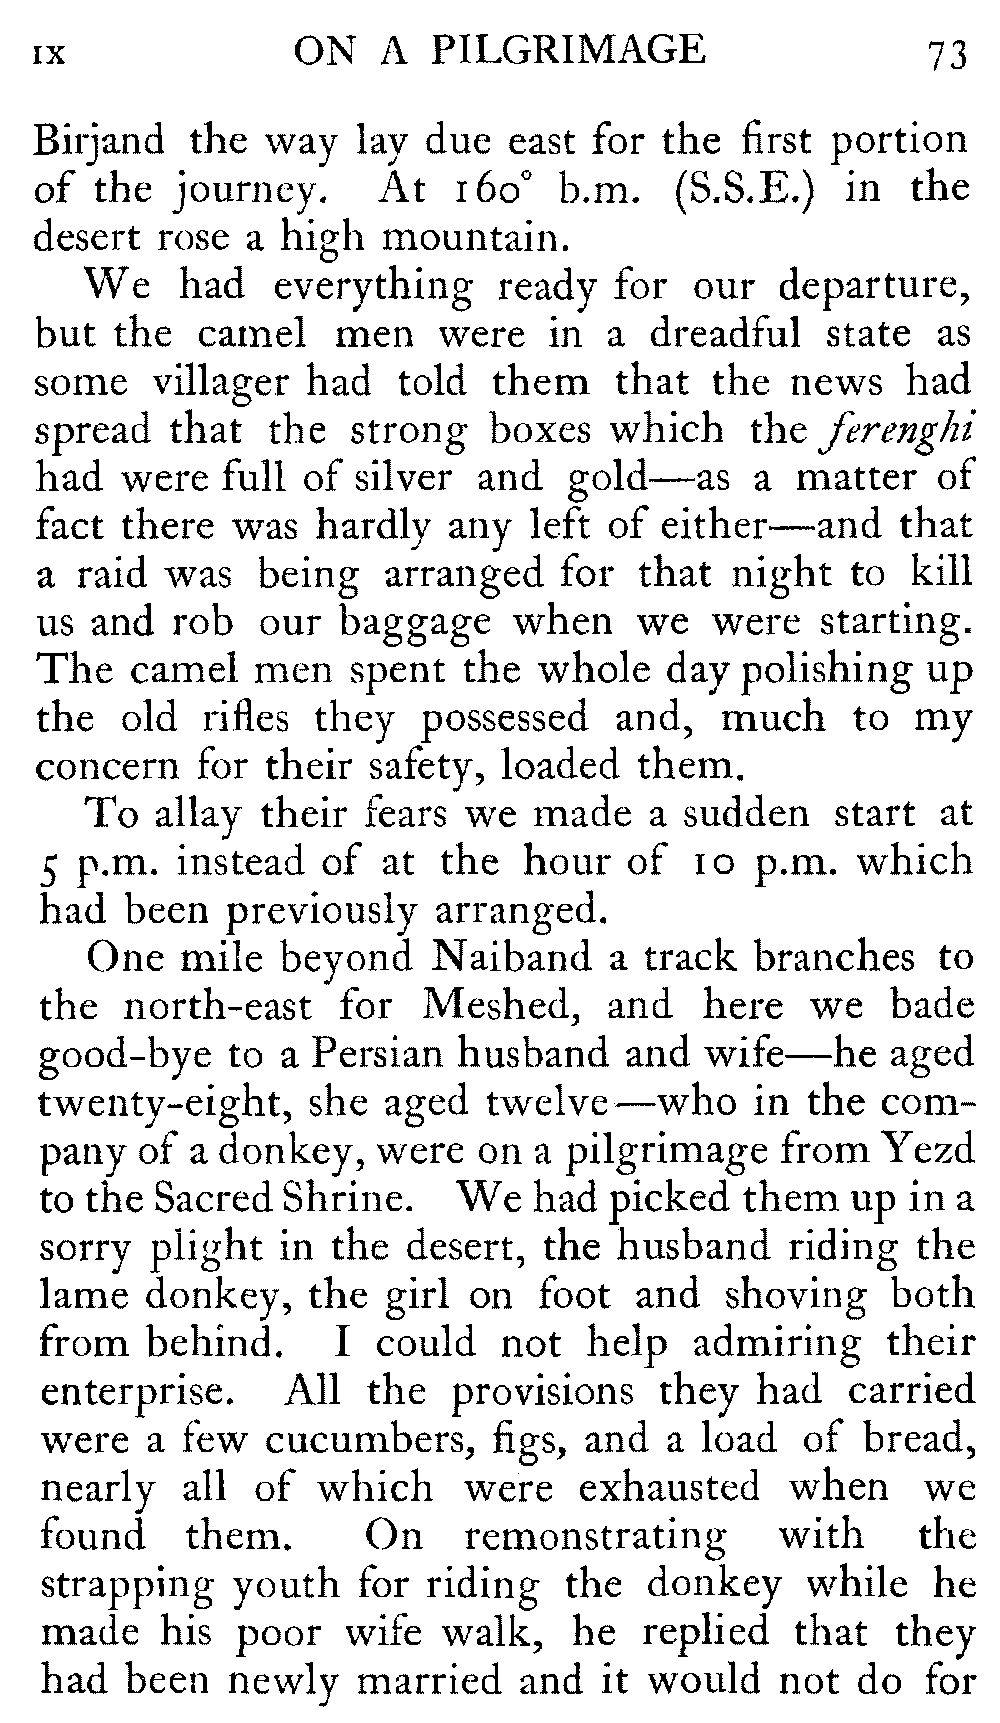 IX ON A PILGRIMAGE 73
Birjand the way lay due east for the first portion
of the journey. At 160° b.m. (S.S.E.) in the
desert rose a high mountain.
We had everything ready for our departure,
but the camel men were in a dreadful state as
some villager had told them that the news had
spread that the strong boxes which the ferenghi
had were full of silver and gold—as a matter of
fact there was hardly any left of either—and that
a raid was being arranged for that night to kill
us and rob our baggage when we were starting.
The camel men spent the whole day polishing up
the old rifles they possessed and, much to my
concern for their safety, loaded them.
To allay their fears we made a sudden start at
5 p.m. instead of at the hour of 10 p.m. which
had been previously arranged.
One mile beyond Naiband a track branches to
the north-east for Meshed, and here we bade
good-bye to a Persian husband and wife—he aged
twenty-eight, she aged twelve—who in the com-
pany of a donkey, were on a pilgrimage from Yezd
to the Sacred Shrine. We had picked them up in a
sorry plight in the desert, the husband riding the
lame donkey, the girl on foot and shoving both
from behind. I could not help admiring their
enterprise. All the provisions they had carried
were a few cucumbers, figs, and a load of bread,
nearly all of which were exhausted when we
found them. On remonstrating with the
strapping youth for riding the donkey while he
made his poor wife walk, he replied that they
had been newly married and it would not do for